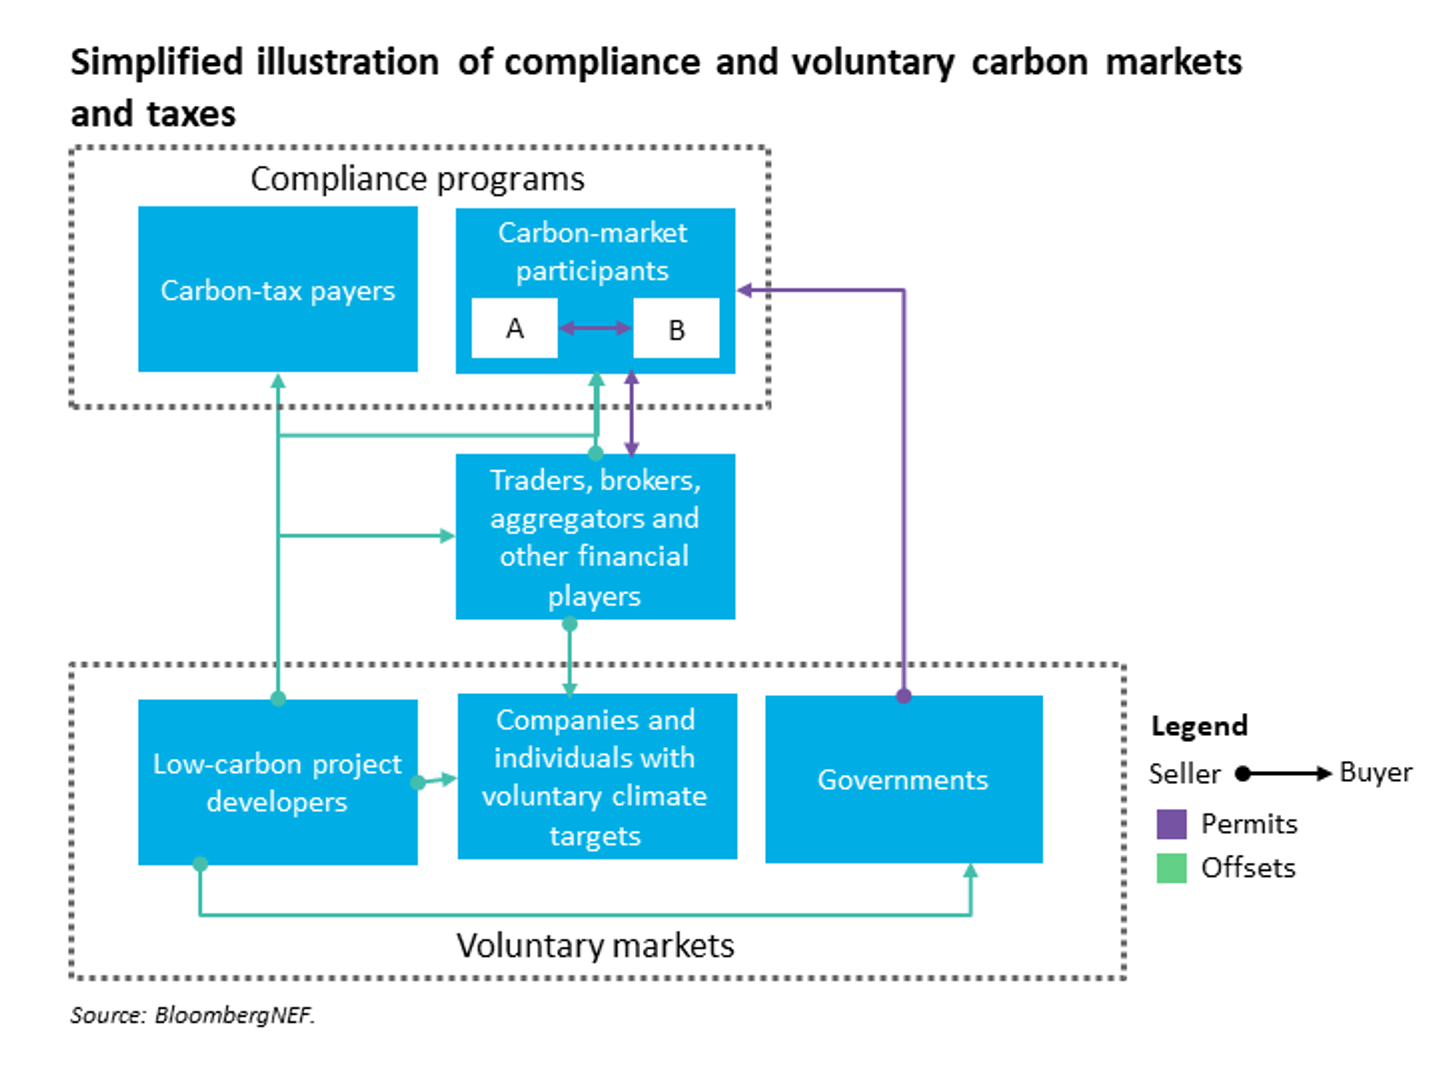 Simplified illustration of compliance and voluntary carbon markets
and taxes
Compliance programs
Carbon-tax payers
Carbon-market
participants
A
B
Traders, brokers,
aggregators and
other financial
players
Low-carbon project
developers
Companies and
individuals with
voluntary climate
targets
Governments
Voluntary markets
Legend
Seller
Buyer
Permits
Offsets
Source: BloombergNEF.